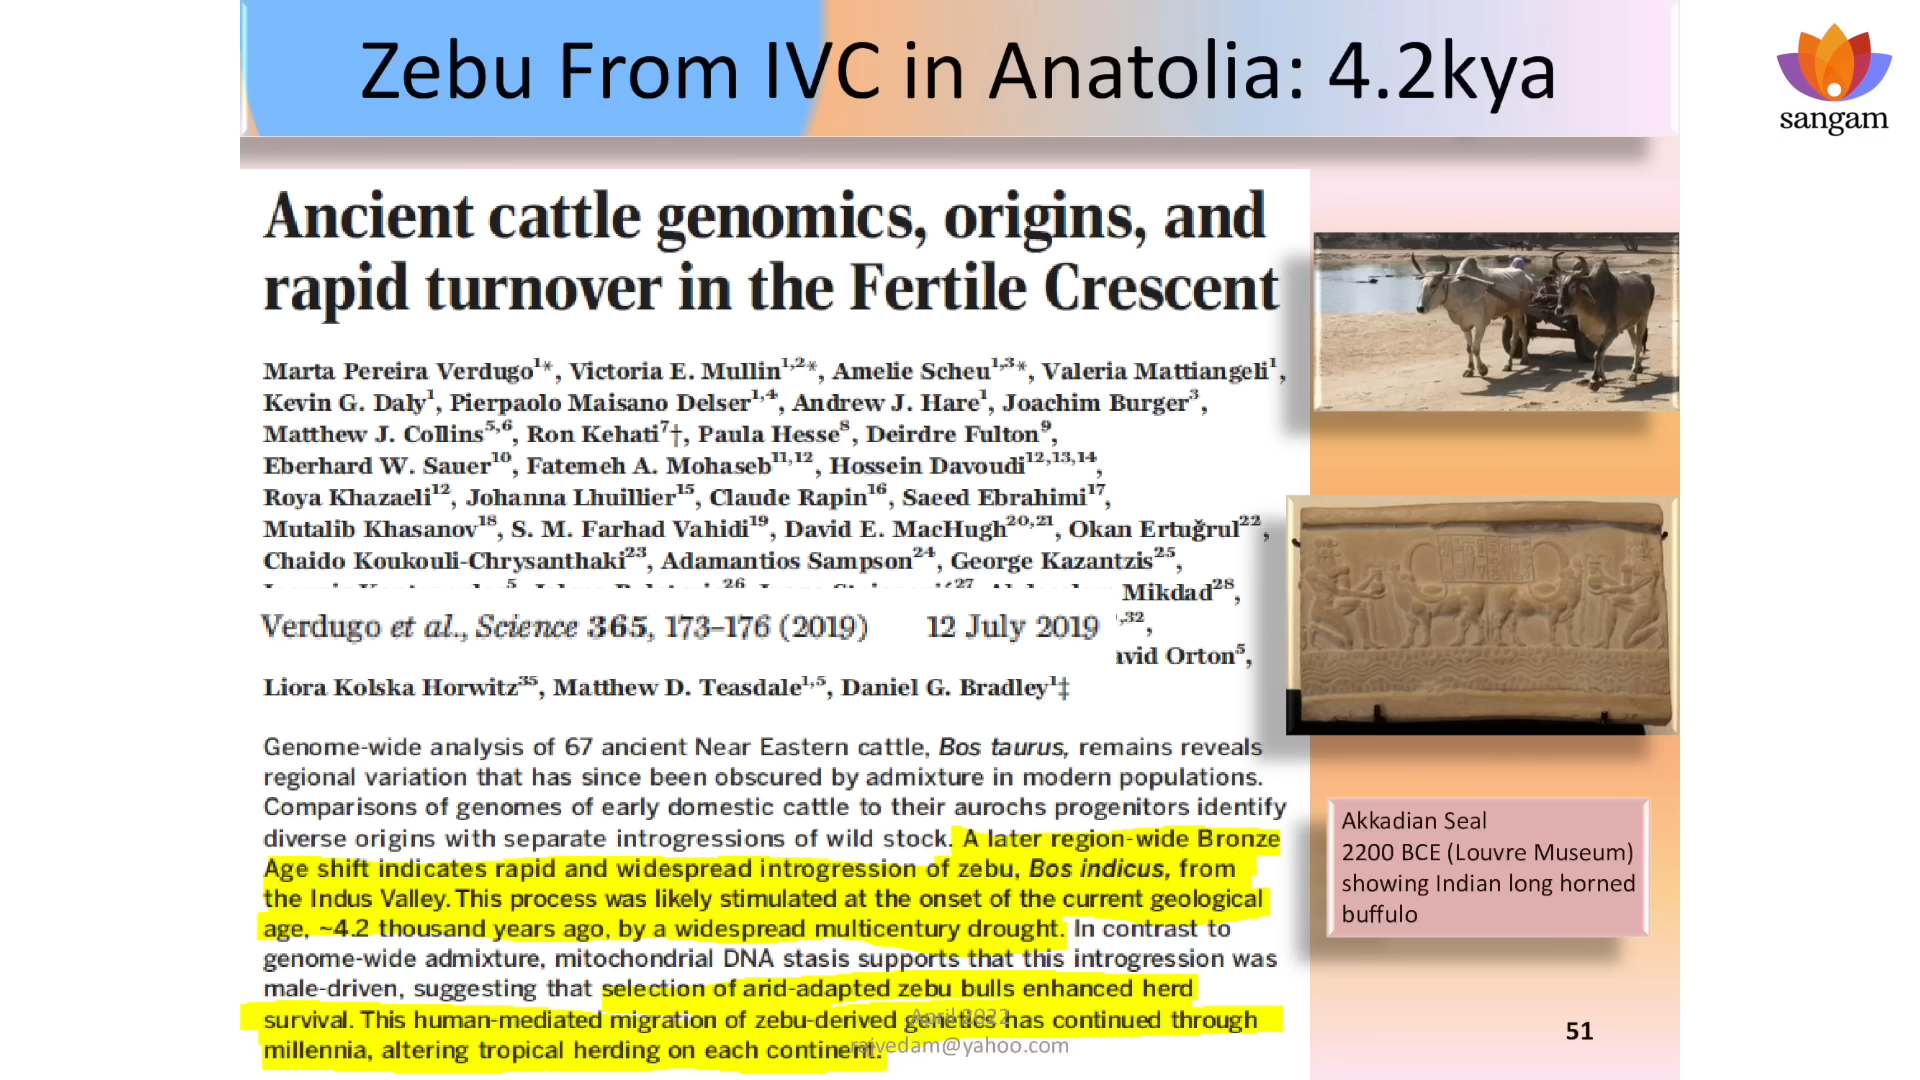 Zebu From IVC in Anatolia: 4.2kya
sangam
Ancient cattle genomics, origins, and
rapid turnover in the Fertile Crescent
Marta Pereira Verdugo1*, Victoria E. Mullin1,2*, Amelie Scheu1,3*, Valeria Mattiangeli1,
Kevin G. Daly1, Pierpaolo Maisano Delser1,4, Andrew J. Hare1, Joachim Burger3,
Matthew J. Collins5,6, Ron Kehati7†, Paula Hesse8, Deirdre Fulton9,
Eberhard W. Sauer10, Fatemeh A. Mohaseb11,12, Hossein Davoudi12,13,14,
Roya Khazaeli12, Johanna Lhuillier15, Claude Rapin16, Saeed Ebrahimi17,
Mutalib Khasanov18, S. M. Farhad Vahidi19, David E. MacHugh20,21, Okan Ertuğrul22,
Chaido Koukouli-Chrysanthaki23, Adamantios Sampson24, George Kazantzis25,
Mikdad28,
Verdugo et al., Science 365, 173–176 (2019) 12 July 2019
,32,
avid Orton5,
Liora Kolska Horwitz35, Matthew D. Teasdale1,5, Daniel G. Bradley1‡
Genome-wide analysis of 67 ancient Near Eastern cattle, Bos taurus, remains reveals
regional variation that has since been obscured by admixture in modern populations.
Comparisons of genomes of early domestic cattle to their aurochs progenitors identify
diverse origins with separate introgressions of wild stock. A later region-wide Bronze
Age shift indicates rapid and widespread introgression of zebu, Bos indicus, from
the Indus Valley. This process was likely stimulated at the onset of the current geological
age, ~4.2 thousand years ago, by a widespread multicentury drought. In contrast to
genome-wide admixture, mitochondrial DNA stasis supports that this introgression was
male-driven, suggesting that selection of arid-adapted zebu bulls enhanced herd
survival. This human-mediated migration of zebu-derived genetics has continued through
millennia, altering tropical herding on each continent.
Akkadian Seal
2200 BCE (Louvre Museum)
showing Indian long horned
buffulo
April 2022
rajvedam@yahoo.com
51